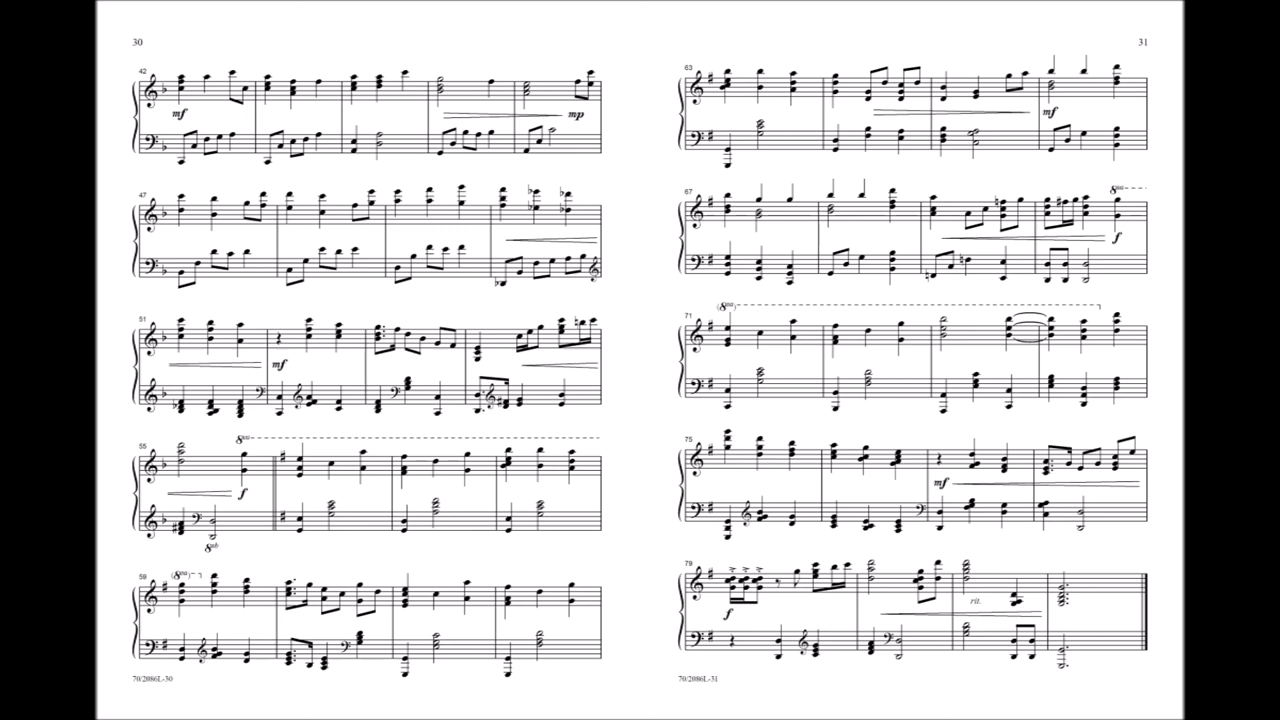 30
42
mf
mp
47
51
mf
55
8va
f
8vb
59
(8va)
70/2086L-30
31
63
mf
67
8va
f
71
(8va)
75
mf
79
f
rit.
70/2086L-31